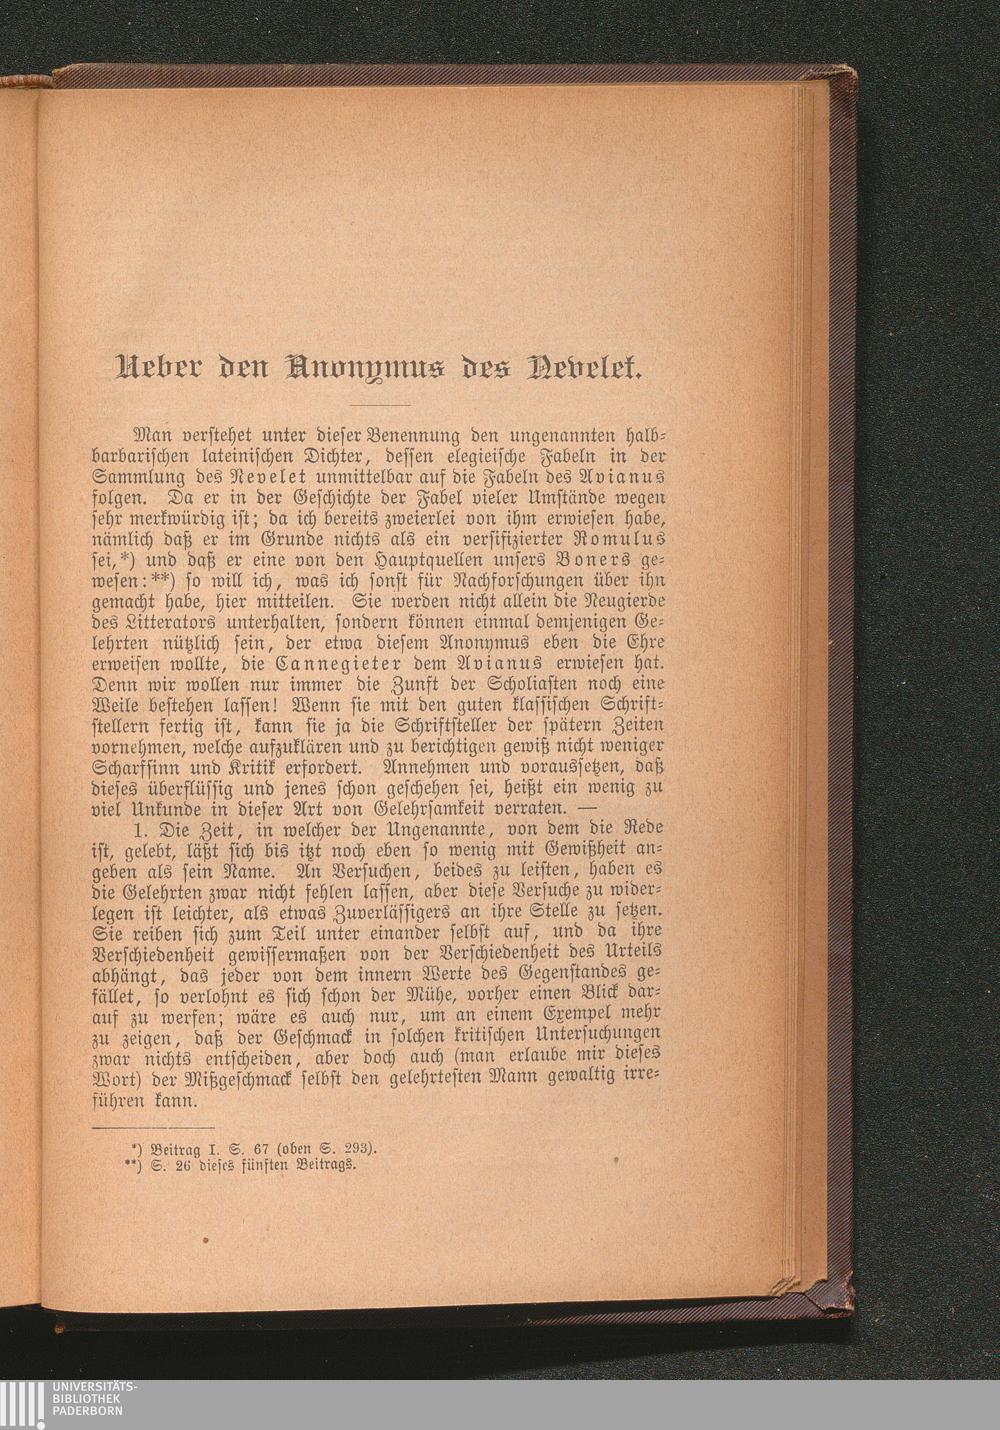 Ueber den Anonymus des Nevelet.
Man verstehet unter dieser Benennung den ungenannten halb-
barbarischen lateinischen Dichter, dessen elegieische Fabeln in der
Sammlung des Nevelet unmittelbar auf die Fabeln des Avianus
folgen. Da er in der Geschichte der Fabel vieler Umstände wegen
sehr merkwürdig ist; da ich bereits zweierlei von ihm erwiesen habe,
nämlich daß er im Grunde nichts als ein versifizierter Romulus
sei,*) und daß er eine von den Hauptquellen unsers Boners ge-
wesen:**) so will ich, was ich sonst für Nachforschungen über ihn
gemacht habe, hier mitteilen. Sie werden nicht allein die Neugierde
des Litterators unterhalten, sondern können einmal demjenigen Ge-
lehrten nützlich sein, der etwa diesem Anonymus eben die Ehre
erweisen wollte, die Cannegieter dem Avianus erwiesen hat.
Denn wir wollen nur immer die Zunft der Scholiasten noch eine
Weile bestehen lassen! Wenn sie mit den guten klassischen Schrift-
stellern fertig ist, kann sie ja die Schriftsteller der spätern Zeiten
vornehmen, welche aufzuklären und zu berichtigen gewiß nicht weniger
Scharfsinn und Kritik erfordert. Annehmen und voraussetzen, daß
dieses überflüssig und jenes schon geschehen sei, heißt ein wenig zu
viel Unkunde in dieser Art von Gelehrsamkeit verraten. —
1. Die Zeit, in welcher der Ungenannte, von dem die Rede
ist, gelebt, läßt sich bis itzt noch eben so wenig mit Gewißheit an-
geben als sein Name. An Versuchen, beides zu leisten, haben es
die Gelehrten zwar nicht fehlen lassen, aber diese Versuche zu wider-
legen ist leichter, als etwas Zuverlässigers an ihre Stelle zu setzen.
Sie reiben sich zum Teil unter einander selbst auf, und da ihre
Verschiedenheit gewissermaßen von der Verschiedenheit des Urteils
abhängt, das jeder von dem innern Werte des Gegenstandes ge-
fället, so verlohnt es sich schon der Mühe, vorher einen Blick dar-
auf zu werfen; wäre es auch nur, um an einem Exempel mehr
zu zeigen, daß der Geschmack in solchen kritischen Untersuchungen
zwar nichts entscheiden, aber doch auch (man erlaube mir dieses
Wort) der Mißgeschmack selbst den gelehrtesten Mann gewaltig irre-
führen kann.
*) Beitrag I. S. 67 (oben S. 293).
**) S. 26 dieses fünften Beitrags.
UNIVERSITÄTS-
BIBLIOTHEK
PADERBORN